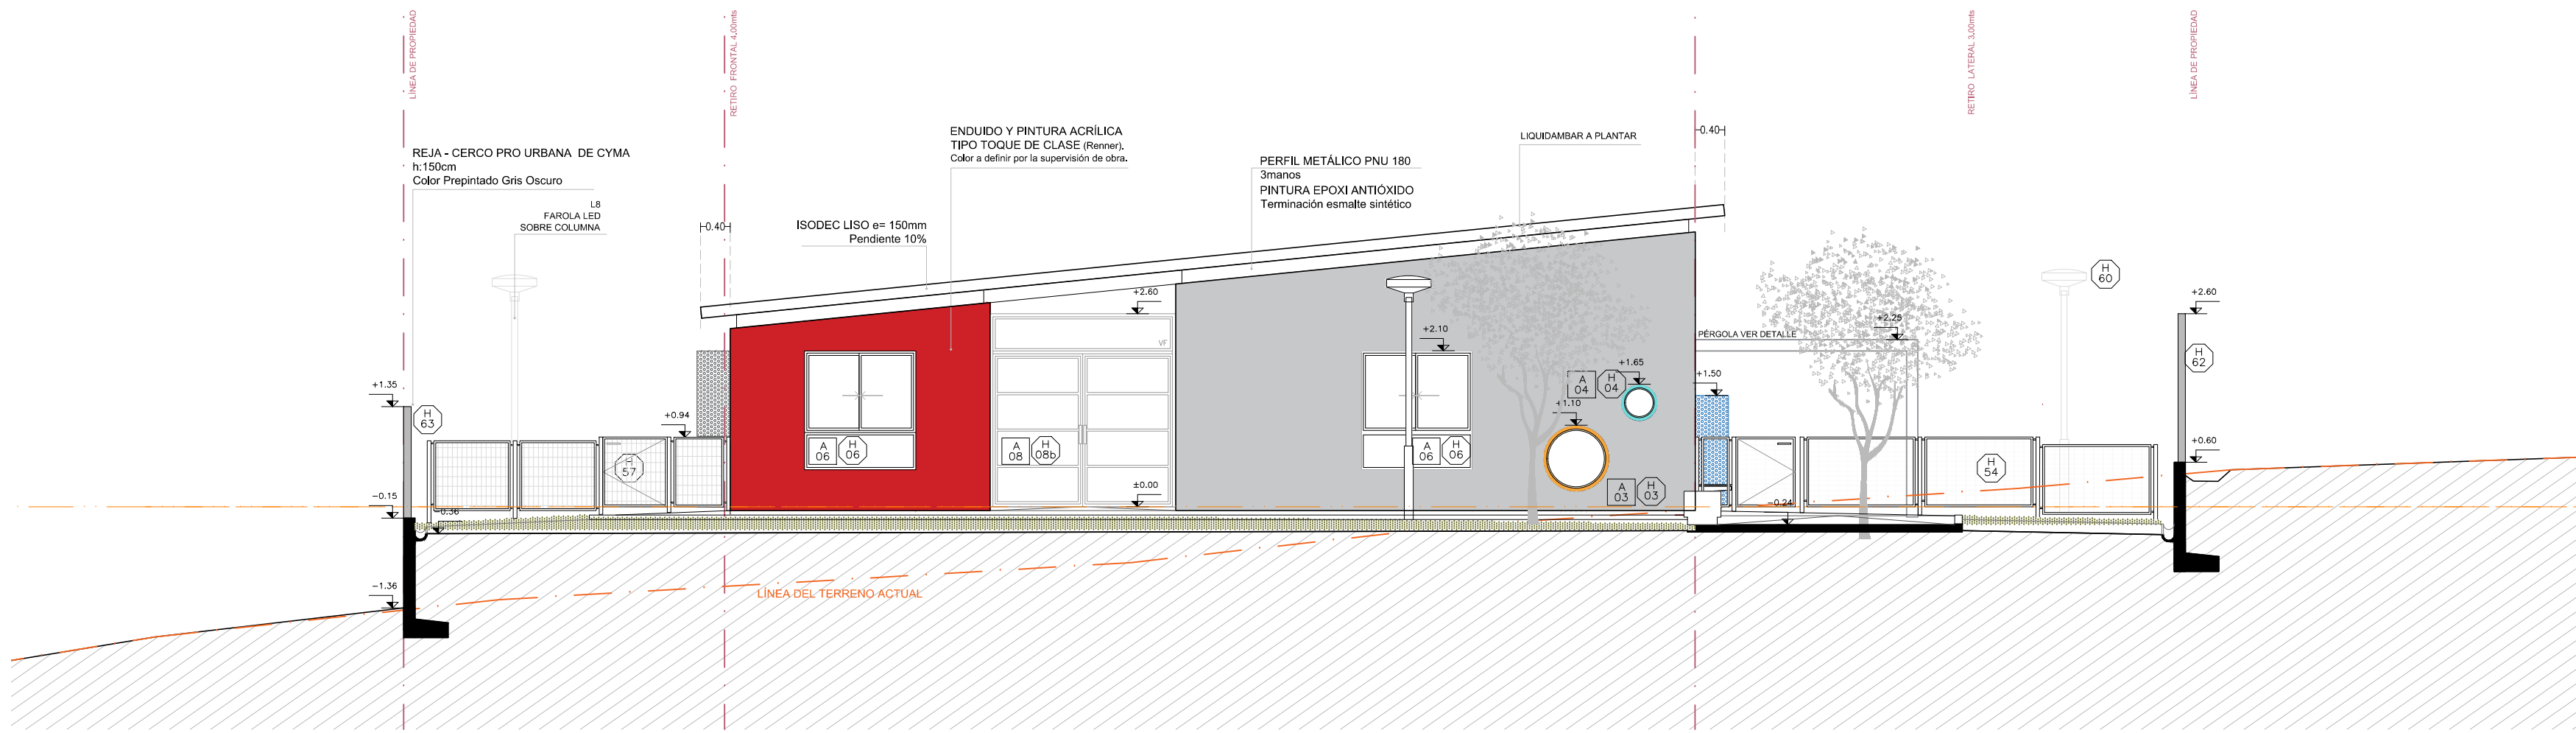 LÍNEA DE PROPIEDAD
RETIRO FRONTAL 4,00mts
RETIRO LATERAL 3,00mts
LÍNEA DE PROPIEDAD
REJA - CERCO PRO URBANA DE CYMA
h:150cm
Color Prepintado Gris Oscuro
L8
FAROLA LED
SOBRE COLUMNA
0.40
ISODEC LISO e= 150mm
Pendiente 10%
ENDUIDO Y PINTURA ACRÍLICA
TIPO TOQUE DE CLASE (Renner).
Color a definir por la supervisión de obra.
PERFIL METÁLICO PNU 180
3manos
PINTURA EPOXI ANTIÓXIDO
Terminación esmalte sintético
LIQUIDAMBAR A PLANTAR
0.40
H
60
+2.60
+2.60
+2.10
+2.25
PÉRGOLA VER DETALLE
VF
H
62
+1.65
+1.50
+1.35
A
04
H
04
+1.10
H
63
+0.94
A
06
H
06
A
08
H
08b
A
06
H
06
H
57
H
54
+0.60
A
03
H
03
±0.00
-0.15
-0.36
-0.24
-1.36
LÍNEA DEL TERRENO ACTUAL